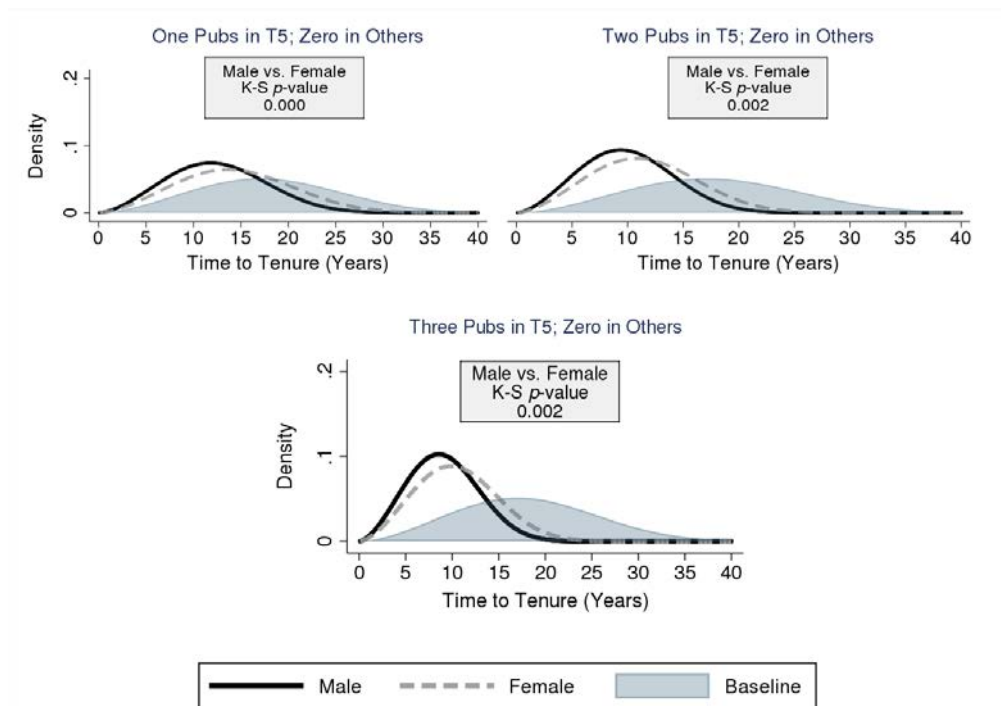 One Pubs in T5; Zero in Others
Male vs. Female
K-S p-value
0.000
Density
.2
.1
0
0 5 10 15 20 25 30 35 40
Time to Tenure (Years)
Two Pubs in T5; Zero in Others
Male vs. Female
K-S p-value
0.002
0 5 10 15 20 25 30 35 40
Time to Tenure (Years)
Three Pubs in T5; Zero in Others
Male vs. Female
K-S p-value
0.002
Density
.2
.1
0
0 5 10 15 20 25 30 35 40
Time to Tenure (Years)
Male Female Baseline